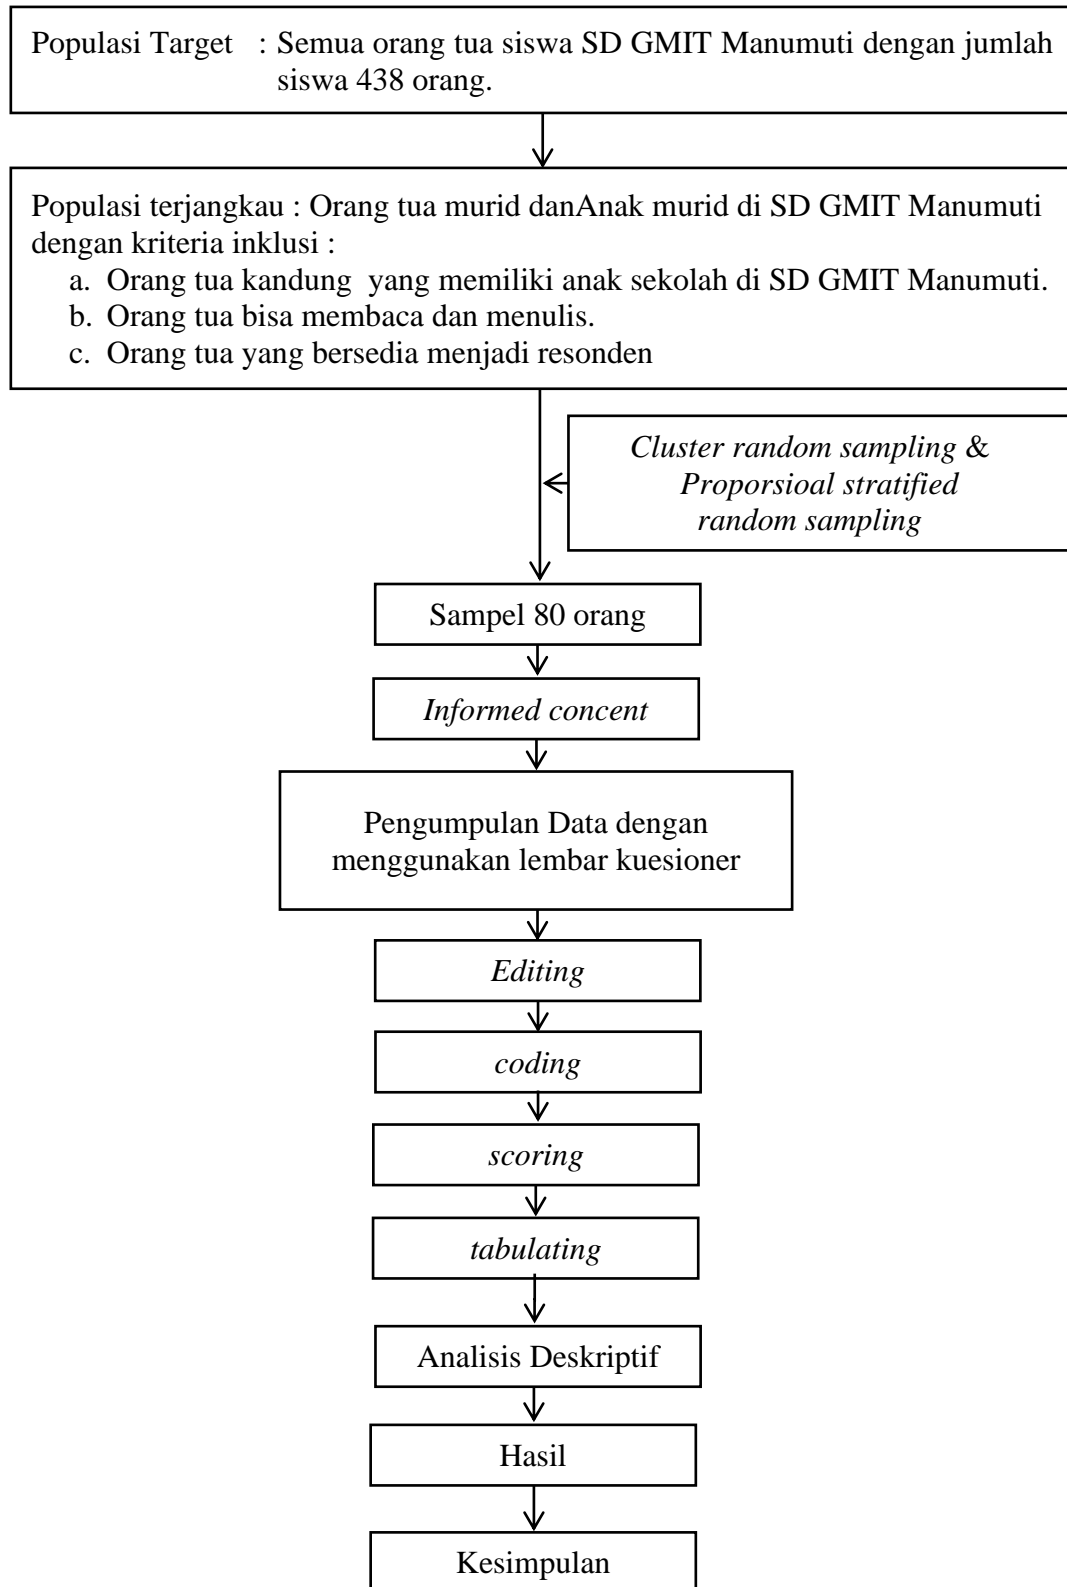 Populasi Target : Semua orang tua siswa SD GMIT Manumuti dengan jumlah
siswa 438 orang.
Populasi terjangkau : Orang tua murid danAnak murid di SD GMIT Manumuti
dengan kriteria inklusi :
a. Orang tua kandung yang memiliki anak sekolah di SD GMIT Manumuti.
b. Orang tua bisa membaca dan menulis.
c. Orang tua yang bersedia menjadi resonden
Cluster random sampling &
Proporsioal stratified
random sampling
Sampel 80 orang
Informed concent
Pengumpulan Data dengan
menggunakan lembar kuesioner
Editing
coding
scoring
tabulating
Analisis Deskriptif
Hasil
Kesimpulan